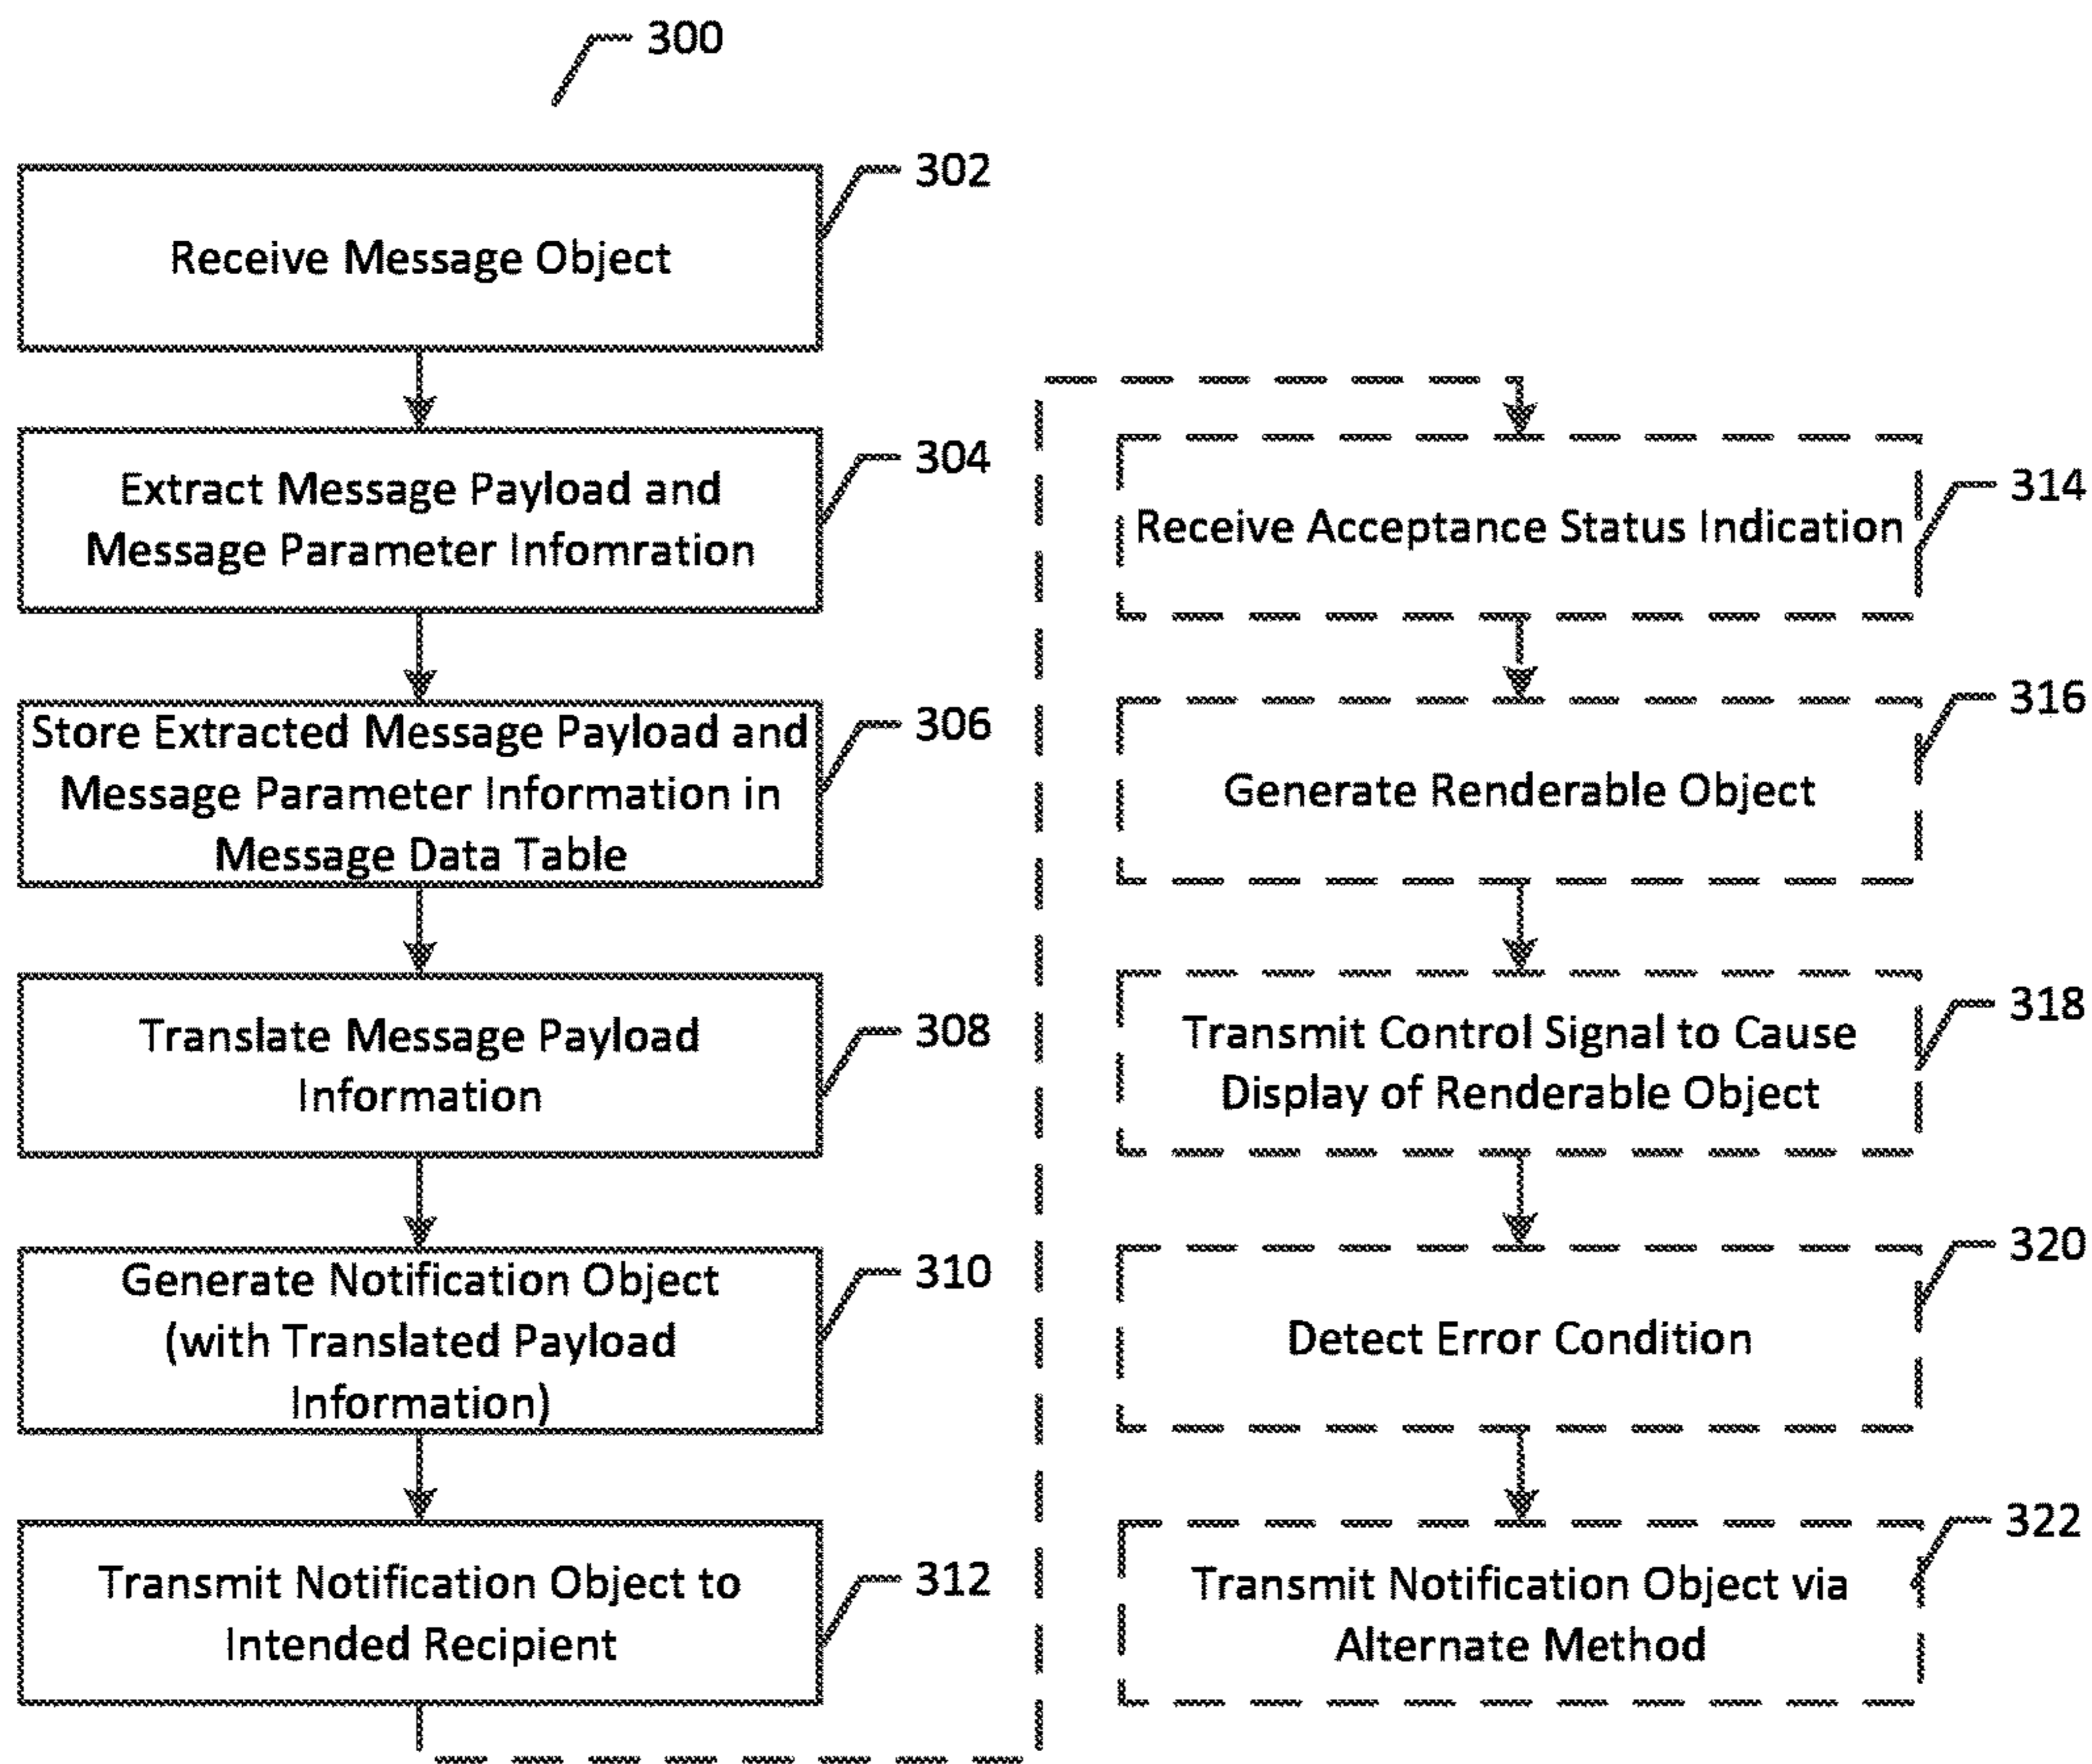 300
302
Receive Message Object
304
Extract Message Payload and
Message Parameter Infomration
306
Store Extracted Message Payload and
Message Parameter Information in
Message Data Table
308
Translate Message Payload
Information
310
Generate Notification Object
(with Translated Payload
Information)
312
Transmit Notification Object to
Intended Recipient
314
Receive Acceptance Status Indication
316
Generate Renderable Object
318
Transmit Control Signal to Cause
Display of Renderable Object
320
Detect Error Condition
322
Transmit Notification Object via
Alternate Method